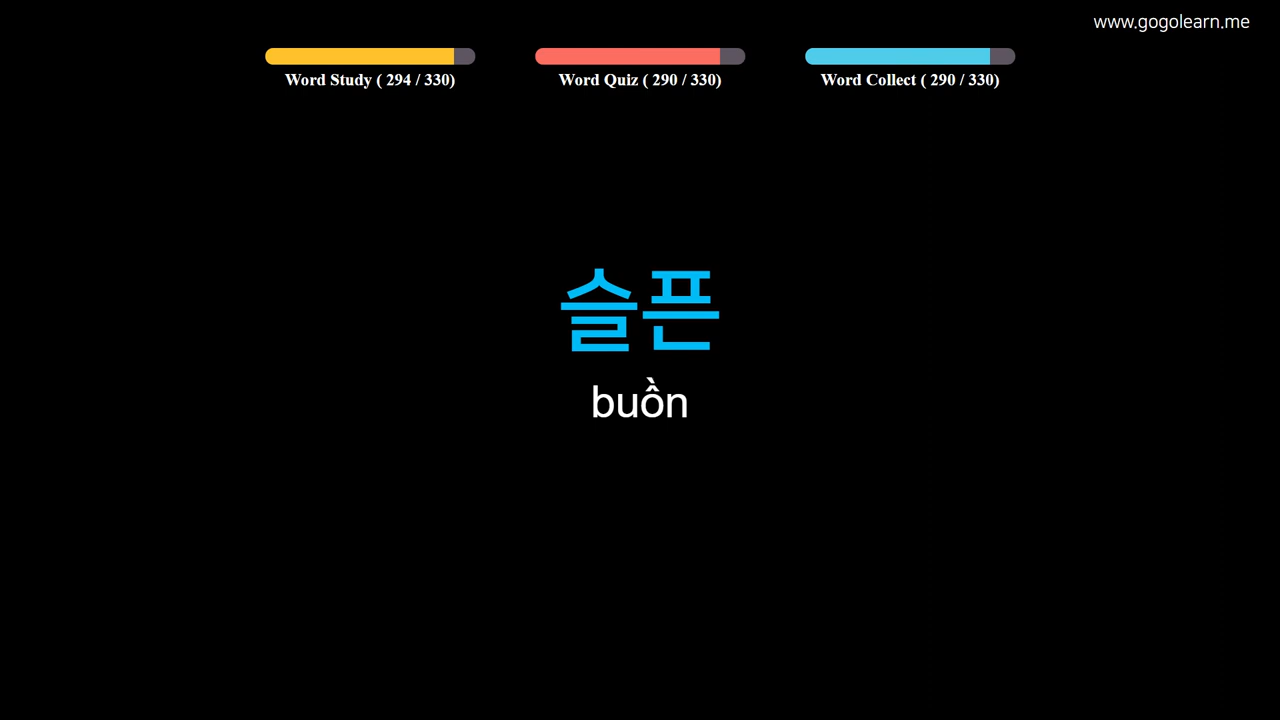 www.gogolearn.me
Word Study ( 294 / 330)
Word Quiz ( 290 / 330)
Word Collect ( 290 / 330)
슬픈
buồn